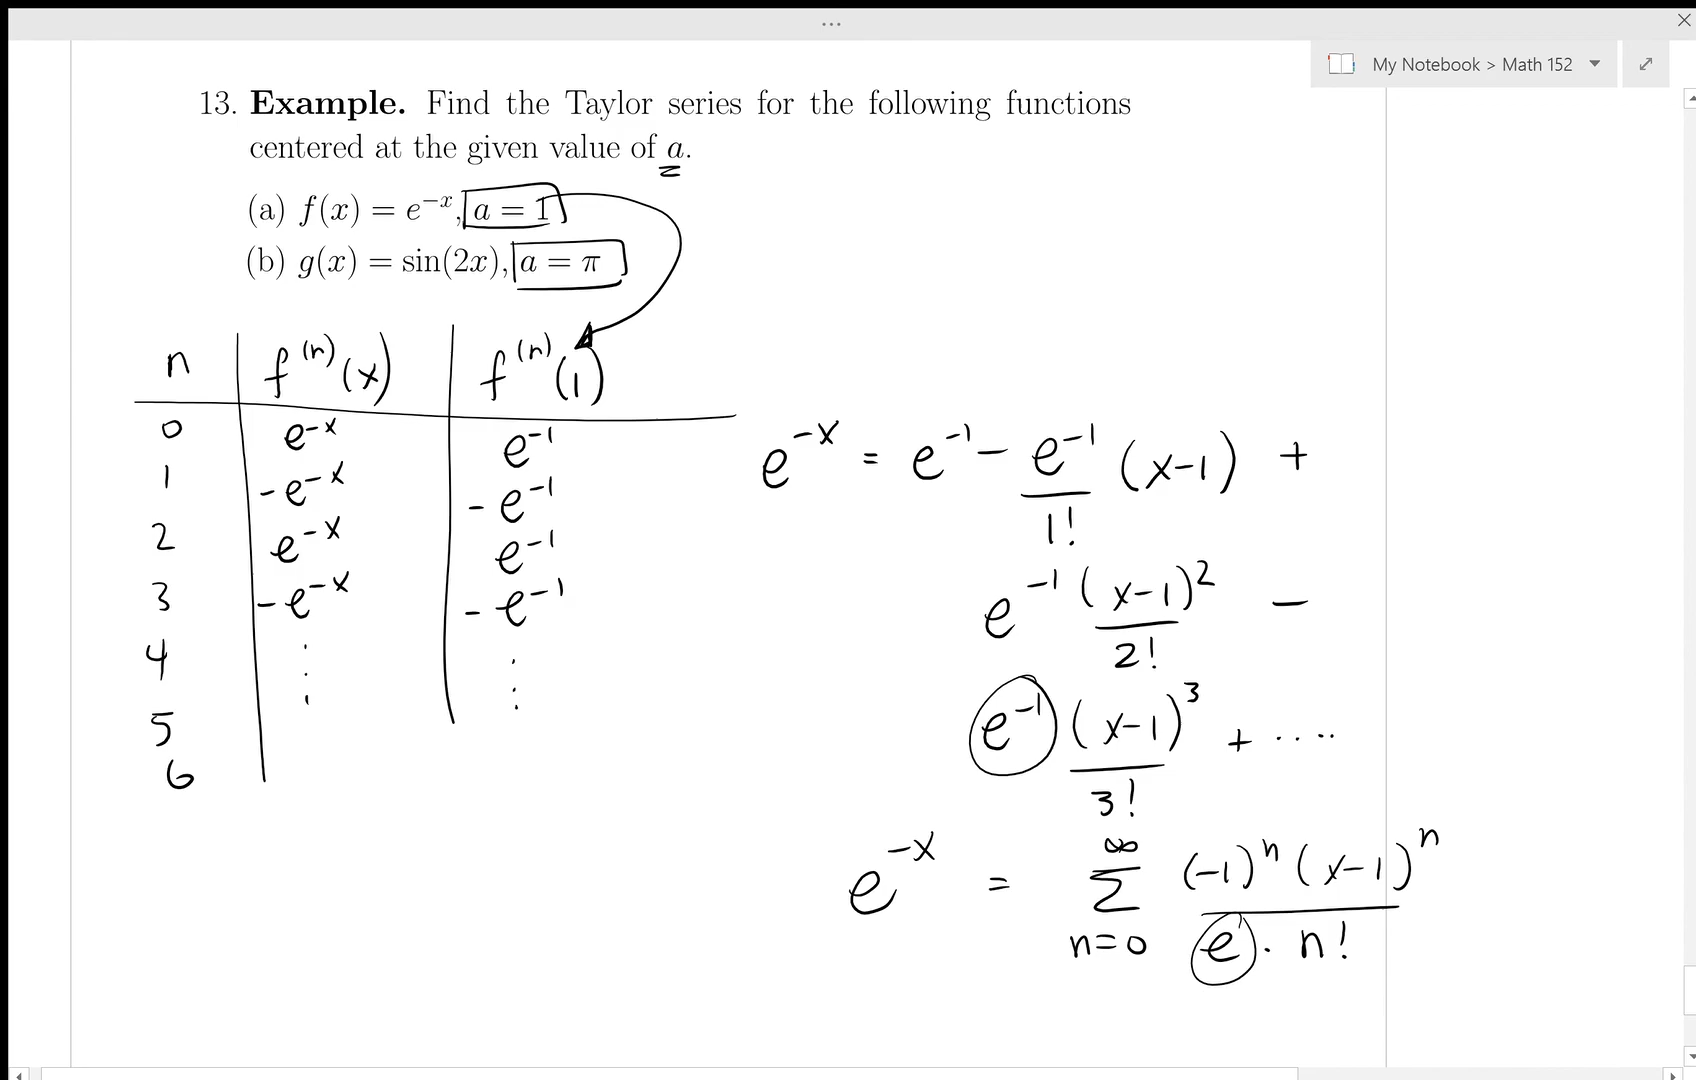 ...
My Notebook > Math 152
13. Example. Find the Taylor series for the following functions
centered at the given value of a.
(a) f(x) = e^{-x}, a = 1
(b) g(x) = sin(2x), a = π
n f^{(n)}(x) f^{(n)}(1)
0 e^{-x} e^{-1}
1 -e^{-x} -e^{-1}
2 e^{-x} e^{-1}
3 -e^{-x} -e^{-1}
4 ⋮ ⋮
5
6
e^{-x} = e^{-1} - e^{-1}/1! (x-1) +
e^{-1} (x-1)^2/2! -
e^{-1} (x-1)^3/3! + ....
e^{-x} = ∑_{n=0}^{∞} (-1)^n (x-1)^n / e · n!